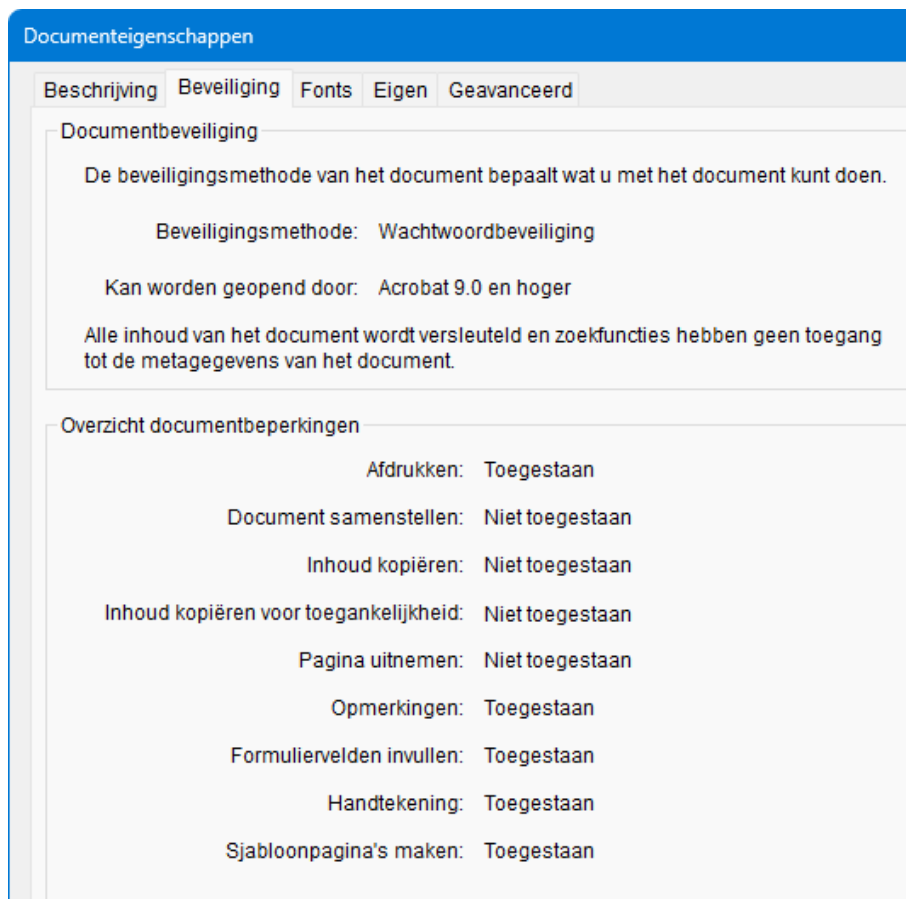 Documenteigenschappen
Beschrijving Beveiliging Fonts Eigen Geavanceerd
Documentbeveiliging
De beveiligingsmethode van het document bepaalt wat u met het document kunt doen.
Beveiligingsmethode: Wachtwoordbeveiliging
Kan worden geopend door: Acrobat 9.0 en hoger
Alle inhoud van het document wordt versleuteld en zoekfuncties hebben geen toegang
tot de metagegevens van het document.
Overzicht documentbeperkingen
Afdrukken: Toegestaan
Document samenstellen: Niet toegestaan
Inhoud kopiëren: Niet toegestaan
Inhoud kopiëren voor toegankelijkheid: Niet toegestaan
Pagina uitnemen: Niet toegestaan
Opmerkingen: Toegestaan
Formuliervelden invullen: Toegestaan
Handtekening: Toegestaan
Sjabloonpagina's maken: Toegestaan